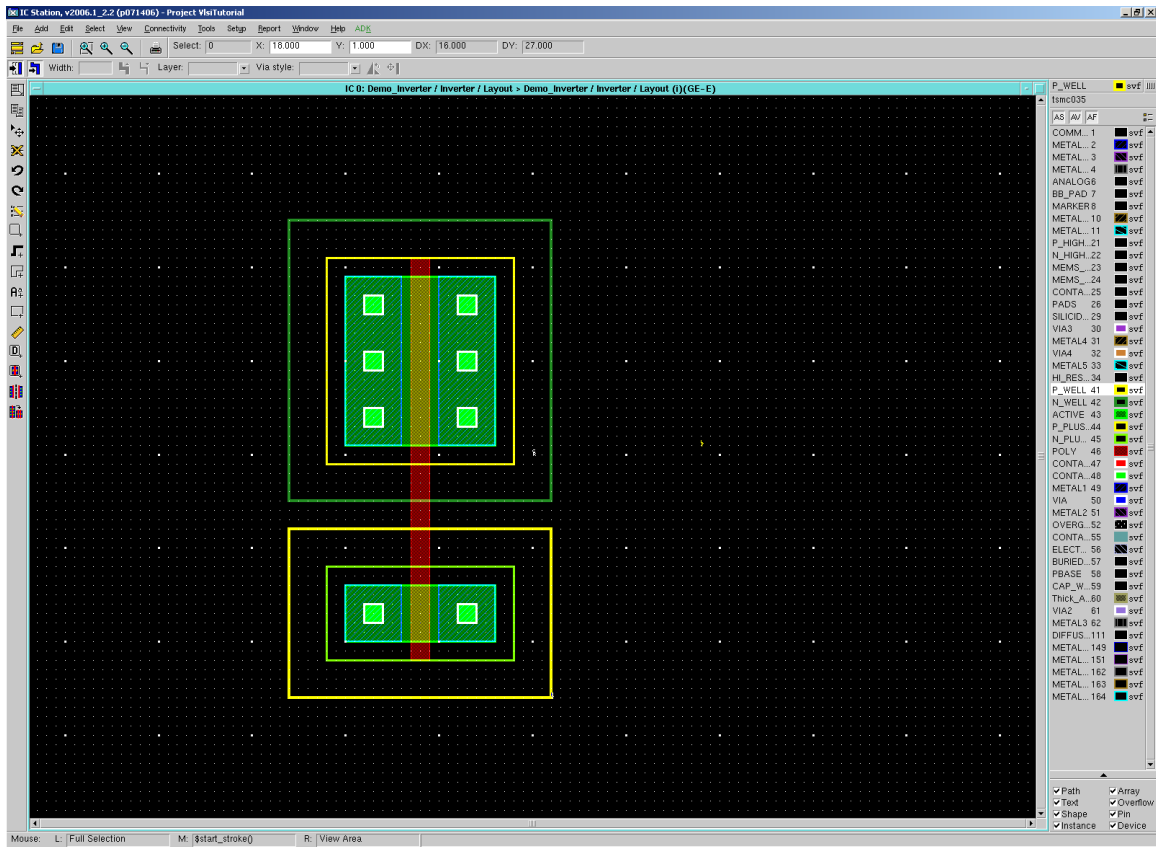 IC Station, v2006.1_2.2 (p071406) - Project VlsiTutorial
File Add Edit Select View Connectivity Tools Setup Report Window Help ADK
Select: 0 X: 18.000 Y: 1.000 DX: 16.000 DY: 27.000
Width: Layer: Via style:
IC 0: Demo_Inverter / Inverter / Layout > Demo_Inverter / Inverter / Layout (i)(GE-E)
P_WELL svf
tsmc035
AS AV AF
COMM... 1 svf
METAL... 2 svf
METAL... 3 svf
METAL... 4 svf
ANALOG6 svf
BB_PAD 7 svf
MARKER 8 svf
METAL... 10 svf
METAL... 11 svf
P_HIGH...21 svf
N_HIGH...22 svf
MEMS_...23 svf
MEMS_...24 svf
CONTA...25 svf
PADS 26 svf
SILICID...29 svf
VIA3 30 svf
METAL4 31 svf
VIA4 32 svf
METAL5 33 svf
HI_RES...34 svf
P_WELL 41 svf
N_WELL 42 svf
ACTIVE 43 svf
P_PLUS...44 svf
N_PLU... 45 svf
POLY 46 svf
CONTA...47 svf
CONTA...48 svf
METAL1 49 svf
VIA 50 svf
METAL2 51 svf
OVERG...52 svf
CONTA...55 svf
ELECT... 56 svf
BURIED...57 svf
PBASE 58 svf
CAP_W...59 svf
Thick_A...60 svf
VIA2 61 svf
METAL3 62 svf
DIFFUS...111 svf
METAL... 149 svf
METAL... 151 svf
METAL... 162 svf
METAL... 163 svf
METAL... 164 svf
Path Array
Text Overflow
Shape Pin
Instance Device
Mouse: L: Full Selection M: $start_stroke() R: View Area